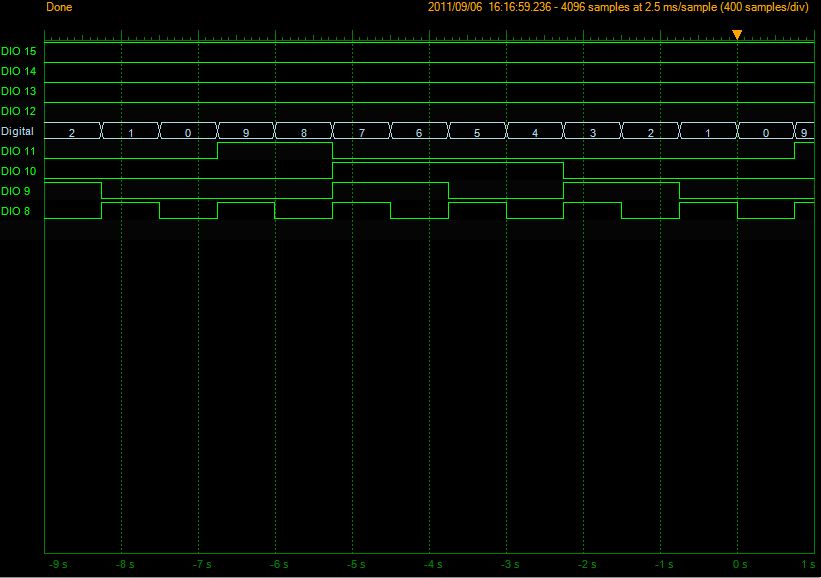 Done 2011/09/06 16:16:59.236 - 4096 samples at 2.5 ms/sample (400 samples/div)
DIO 15
DIO 14
DIO 13
DIO 12
Digital 2 1 0 9 8 7 6 5 4 3 2 1 0 9
DIO 11
DIO 10
DIO 9
DIO 8
-9 s -8 s -7 s -6 s -5 s -4 s -3 s -2 s -1 s 0 s 1 s